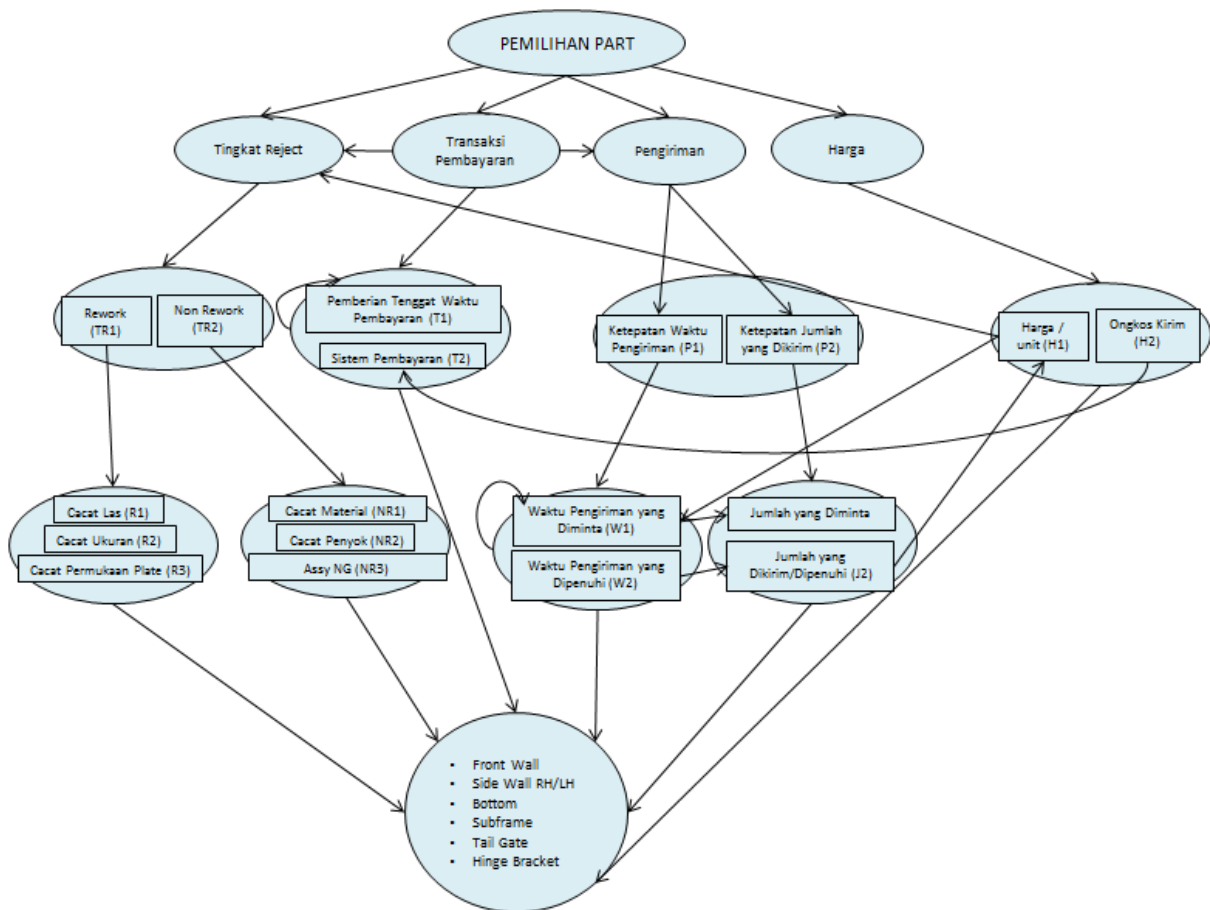 PEMILIHAN PART
Tingkat Reject
Transaksi
Pembayaran
Pengiriman
Harga
Rework
(TR1)
Non Rework
(TR2)
Pemberian Tenggat Waktu
Pembayaran (T1)
Sistem Pembayaran (T2)
Ketepatan Waktu
Pengiriman (P1)
Ketepatan Jumlah
yang Dikirim (P2)
Harga /
unit (H1)
Ongkos Kirim
(H2)
Cacat Las (R1)
Cacat Ukuran (R2)
Cacat Permukaan Plate (R3)
Cacat Material (NR1)
Cacat Penyok (NR2)
Assy NG (NR3)
Waktu Pengiriman yang
Diminta (W1)
Waktu Pengiriman yang
Dipenuhi (W2)
Jumlah yang Diminta
Jumlah yang
Dikirim/Dipenuhi (J2)
▪ Front Wall
▪ Side Wall RH/LH
▪ Bottom
▪ Subframe
▪ Tail Gate
▪ Hinge Bracket